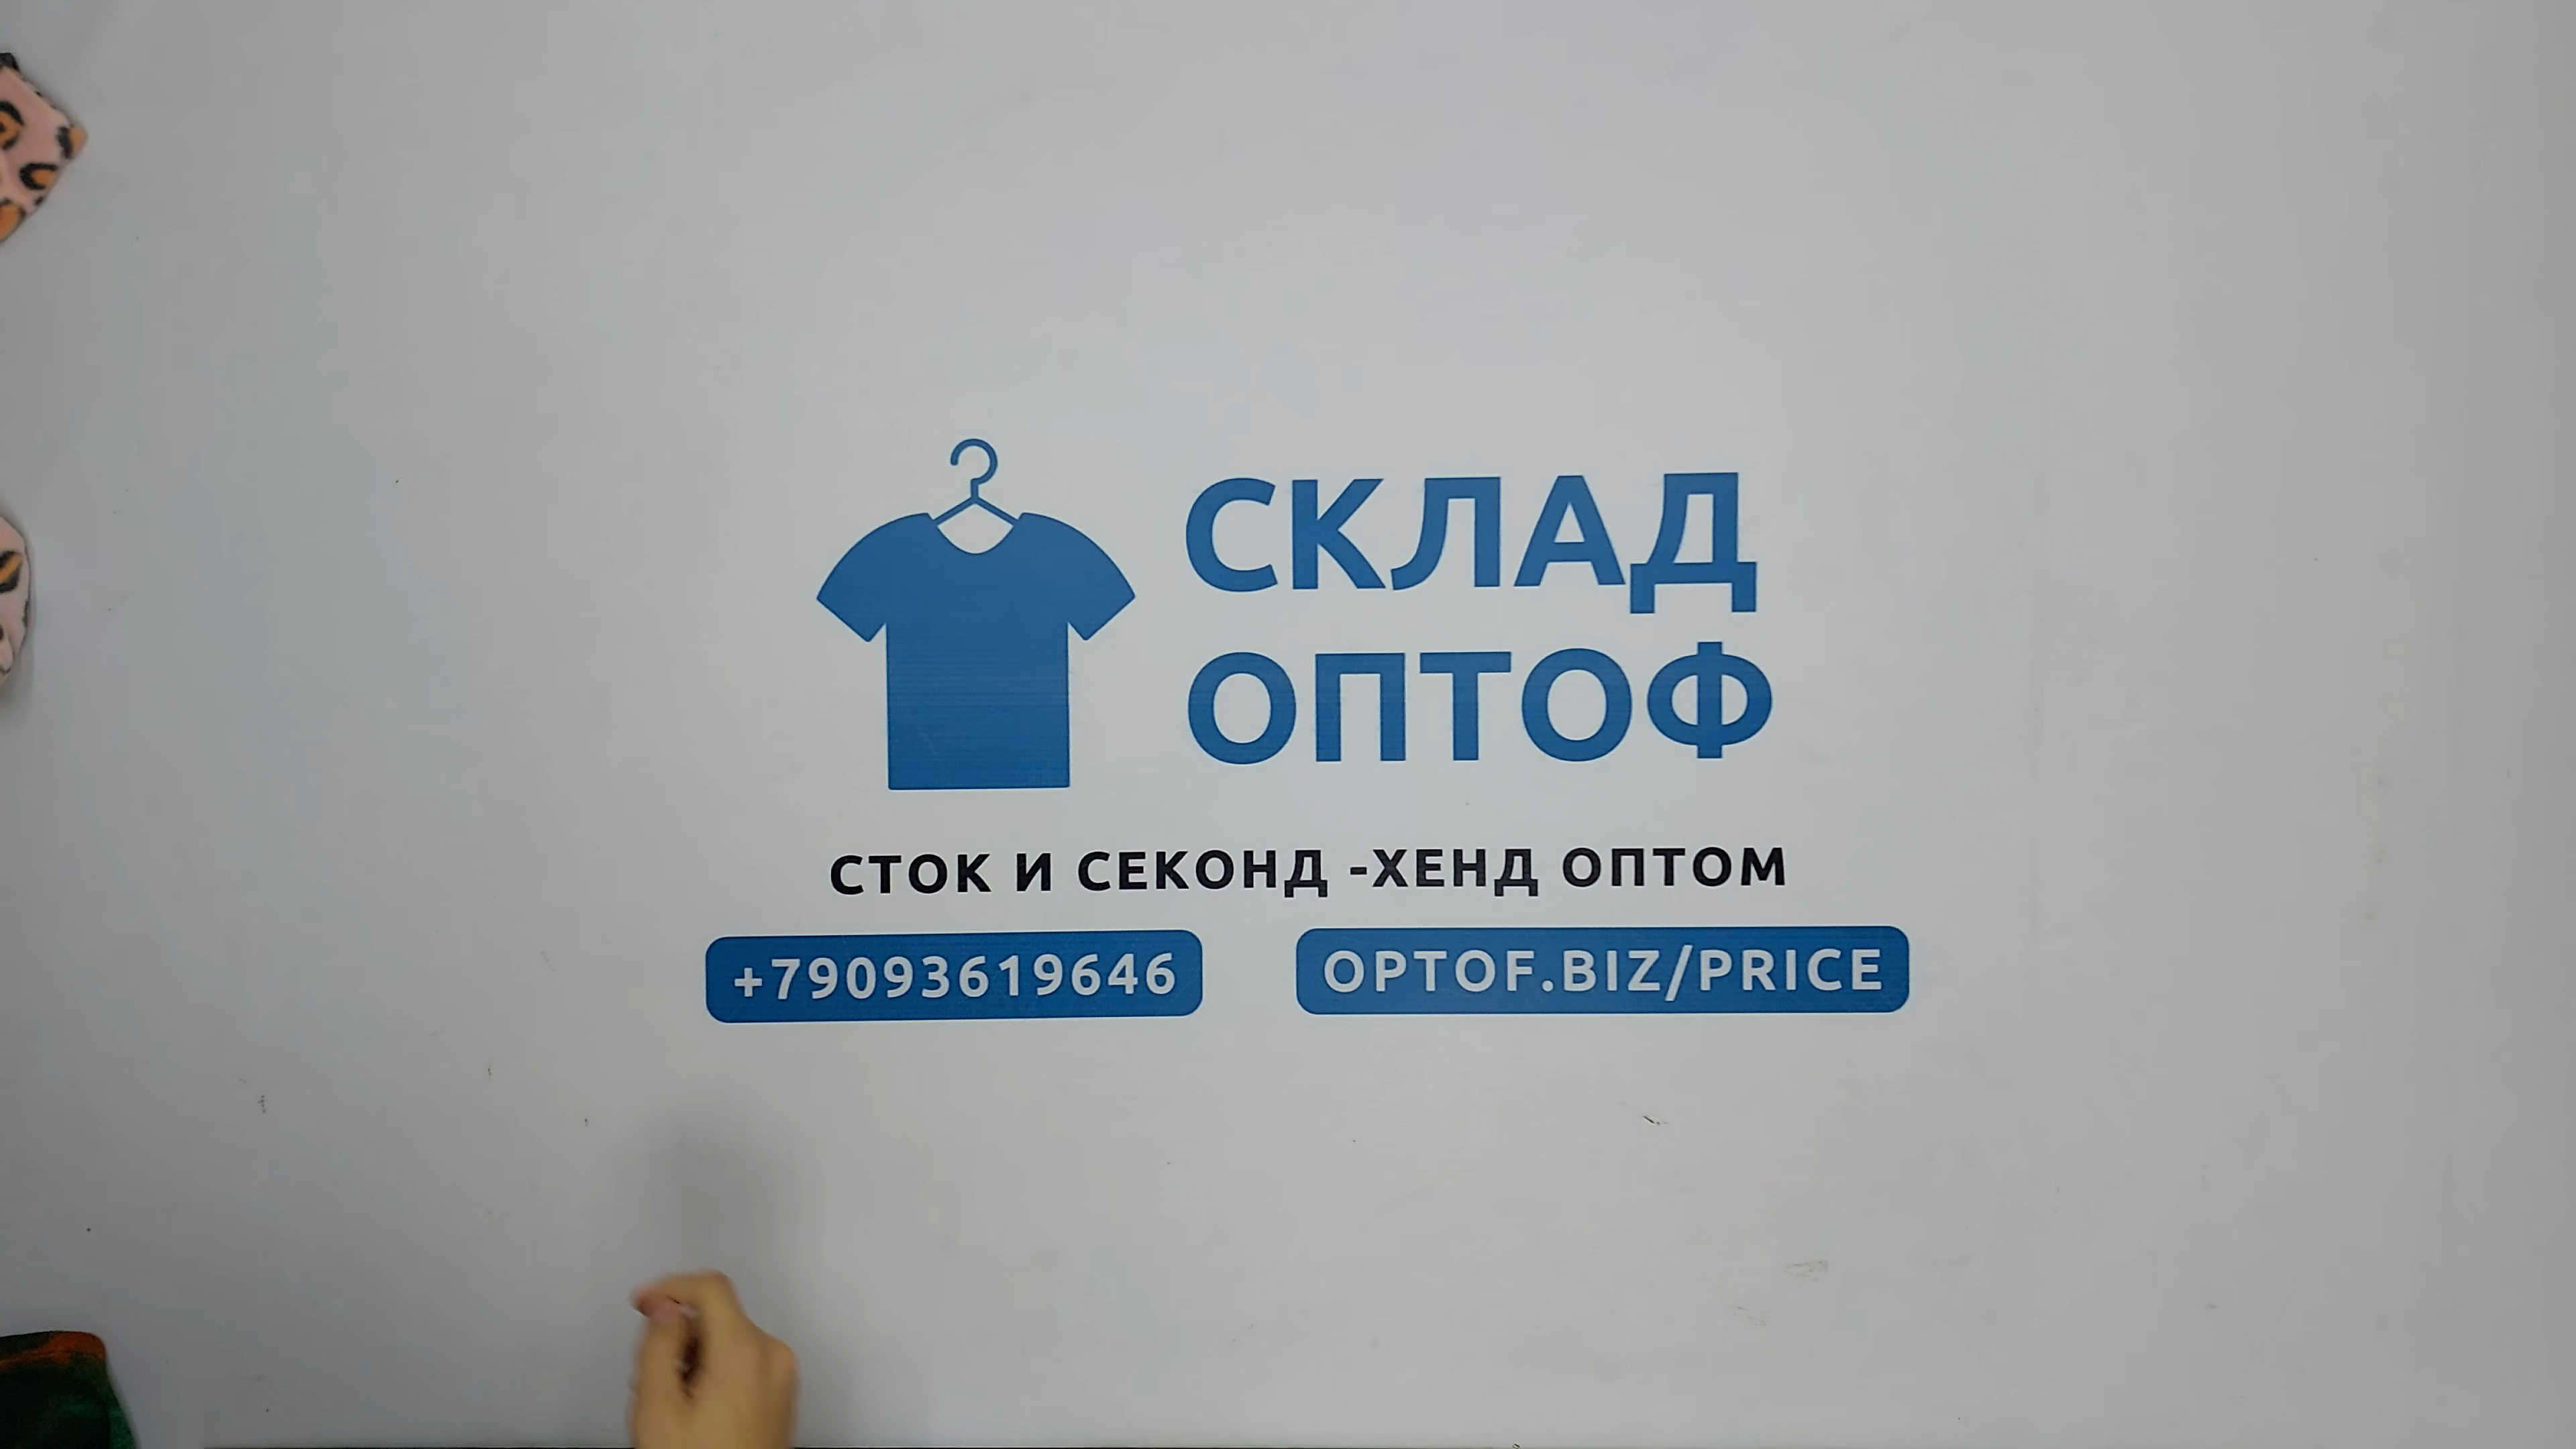 СКЛАД
ОПТОФ
СТОК И СЕКОНД -ХЕНД ОПТОМ
+79093619646
OPTOF.BIZ/PRICE